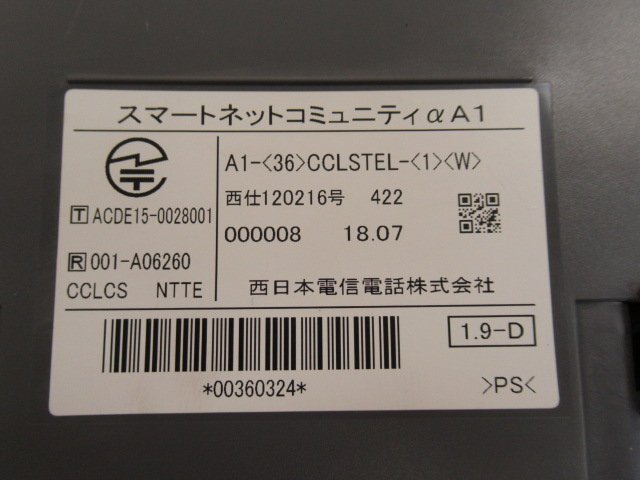 スマートネットコミュニティαA1
A1-<36>CCLSTEL-<1><W>
西仕120216号 422
T ACDE15-0028001
000008 18.07
R 001-A06260
CCLCS NTTE 西日本電信電話株式会社
1.9-D
*00360324*
>PS<